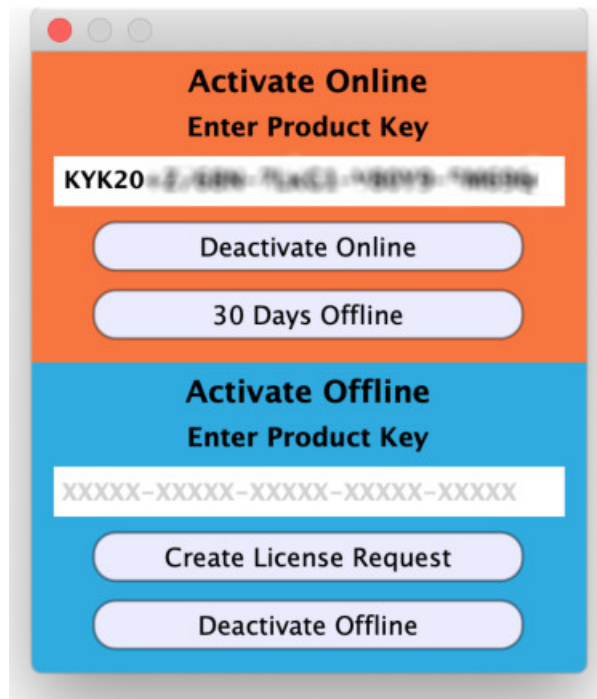 Activate Online
Enter Product Key
KYK20
Deactivate Online
30 Days Offline
Activate Offline
Enter Product Key
XXXXX-XXXXX-XXXXX-XXXXX-XXXXX
Create License Request
Deactivate Offline